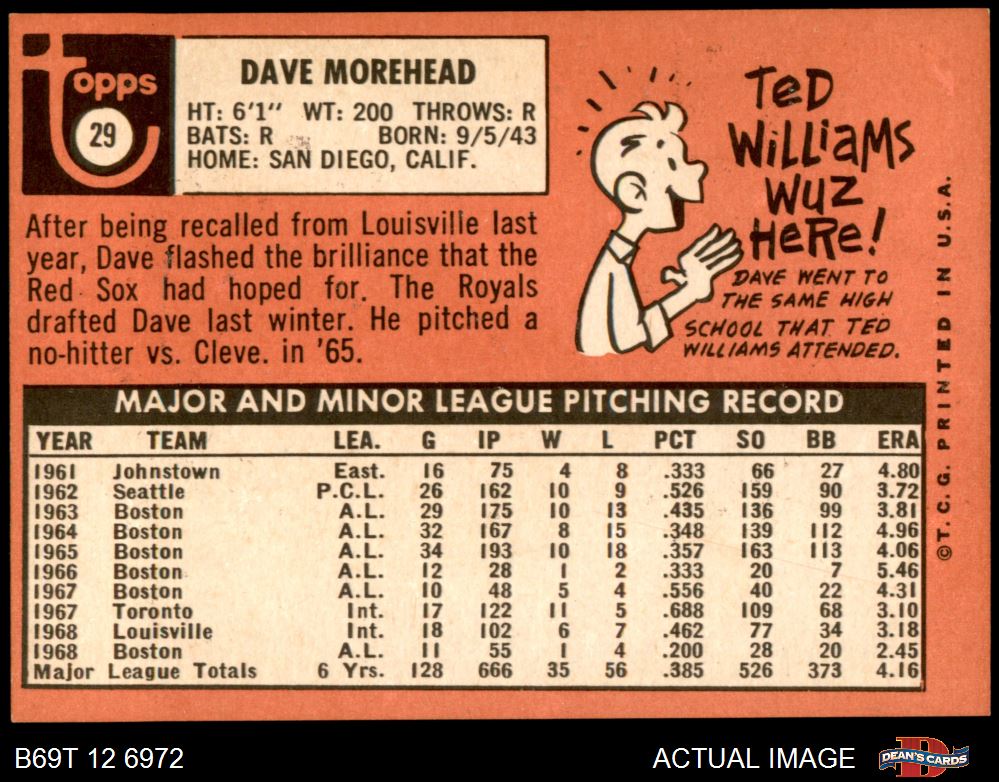 Topps
29
DAVE MOREHEAD
HT: 6'1" WT: 200 THROWS: R
BATS: R BORN: 9/5/43
HOME: SAN DIEGO, CALIF.
After being recalled from Louisville last
year, Dave flashed the brilliance that the
Red Sox had hoped for. The Royals
drafted Dave last winter. He pitched a
no-hitter vs. Cleve. in '65.
TeD
WiLLiaMS
WUZ
HeRe!
DAVE WENT TO
THE SAME HIGH
SCHOOL THAT TED
WILLIAMS ATTENDED.
©T.C.G. PRINTED IN U.S.A.
MAJOR AND MINOR LEAGUE PITCHING RECORD
YEAR TEAM LEA. G IP W L PCT SO BB ERA
1961 Johnstown East. 16 75 4 8 .333 66 27 4.80
1962 Seattle P.C.L. 26 162 10 9 .526 159 90 3.72
1963 Boston A.L. 29 175 10 13 .435 136 99 3.81
1964 Boston A.L. 32 167 8 15 .348 139 112 4.96
1965 Boston A.L. 34 193 10 18 .357 163 113 4.06
1966 Boston A.L. 12 28 1 2 .333 20 7 5.46
1967 Boston A.L. 10 48 5 4 .556 40 22 4.31
1967 Toronto Int. 17 122 11 5 .688 109 68 3.10
1968 Louisville Int. 18 102 6 7 .462 77 34 3.18
1968 Boston A.L. 11 55 1 4 .200 28 20 2.45
Major League Totals 6 Yrs. 128 666 35 56 .385 526 373 4.16
B69T 12 6972
ACTUAL IMAGE
DEAN'S CARDS